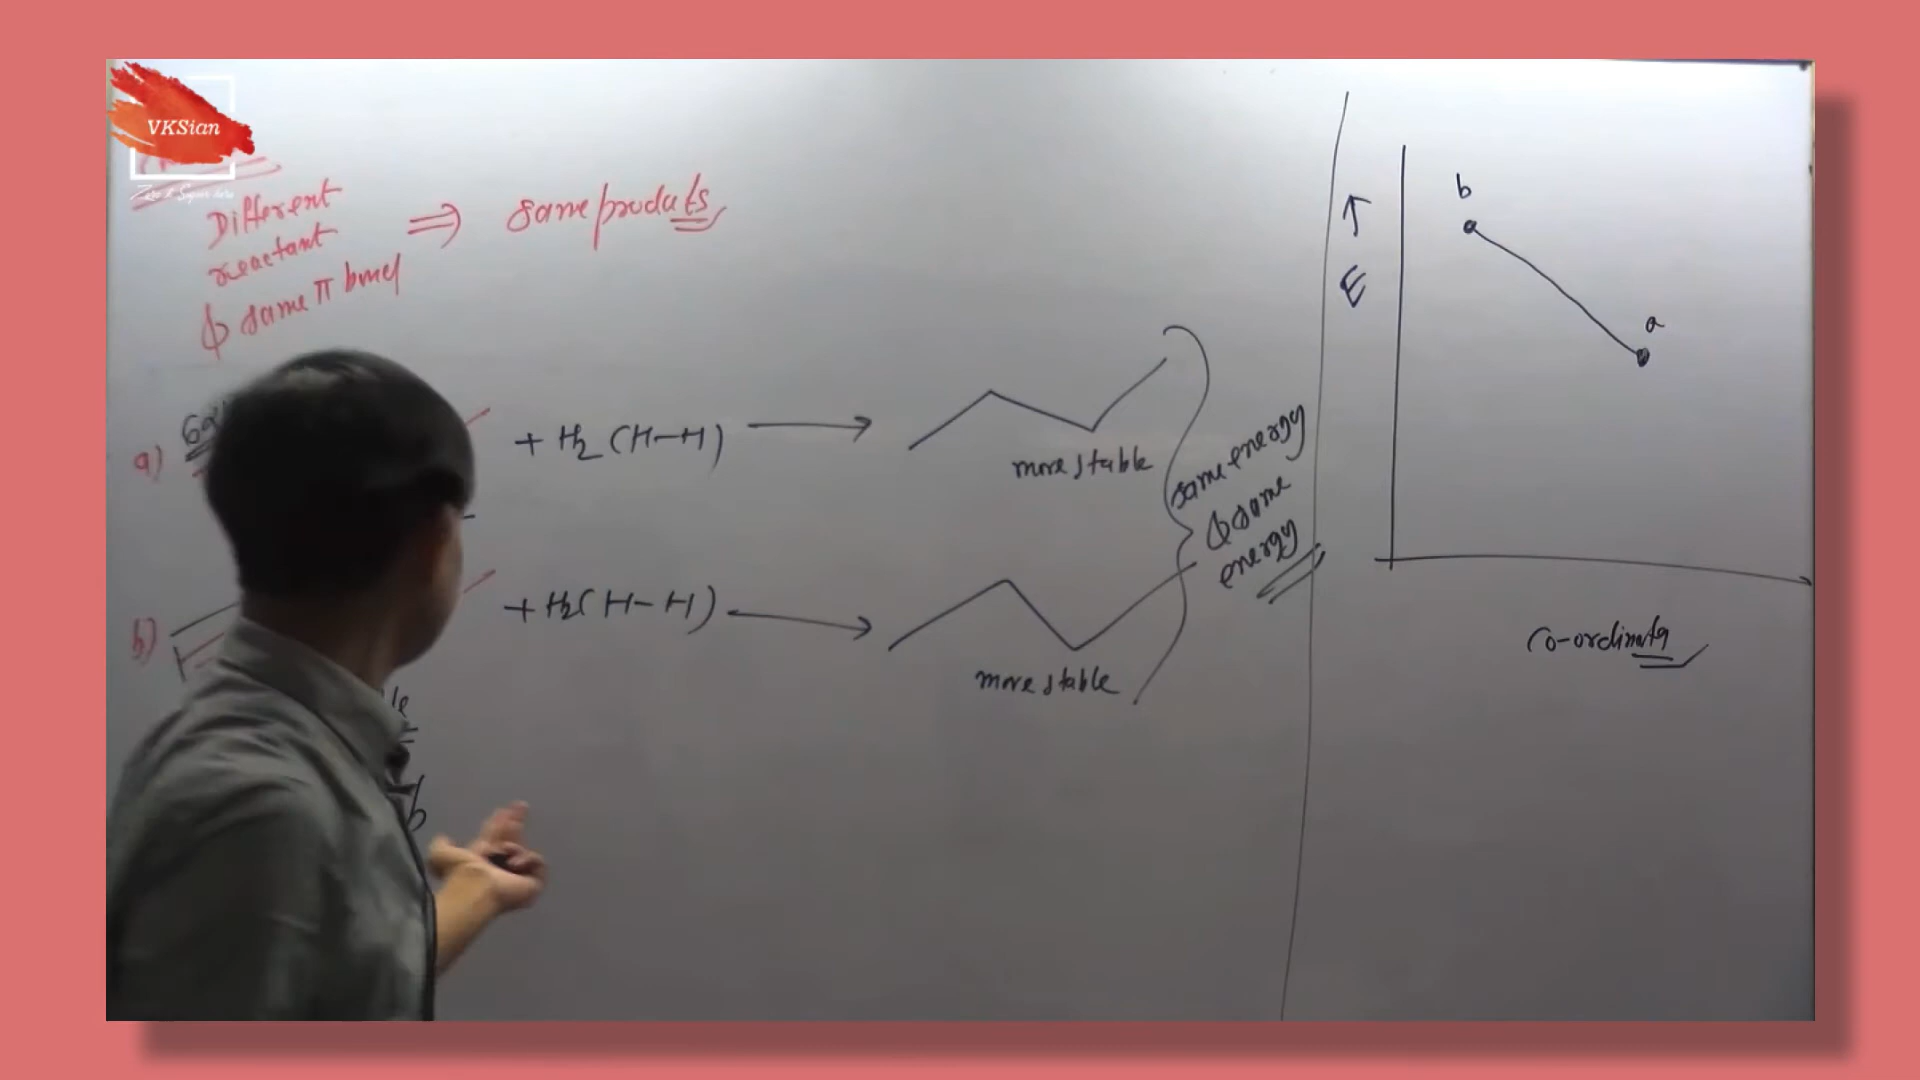 VKSian
Different
reactant
& same π bond
⇒ same products
a)
+ H2 (H-H)
more stable
b)
+ H2 (H-H)
more stable
same energy
& same
energy
b
↑
E
b
a
Co-ordinate